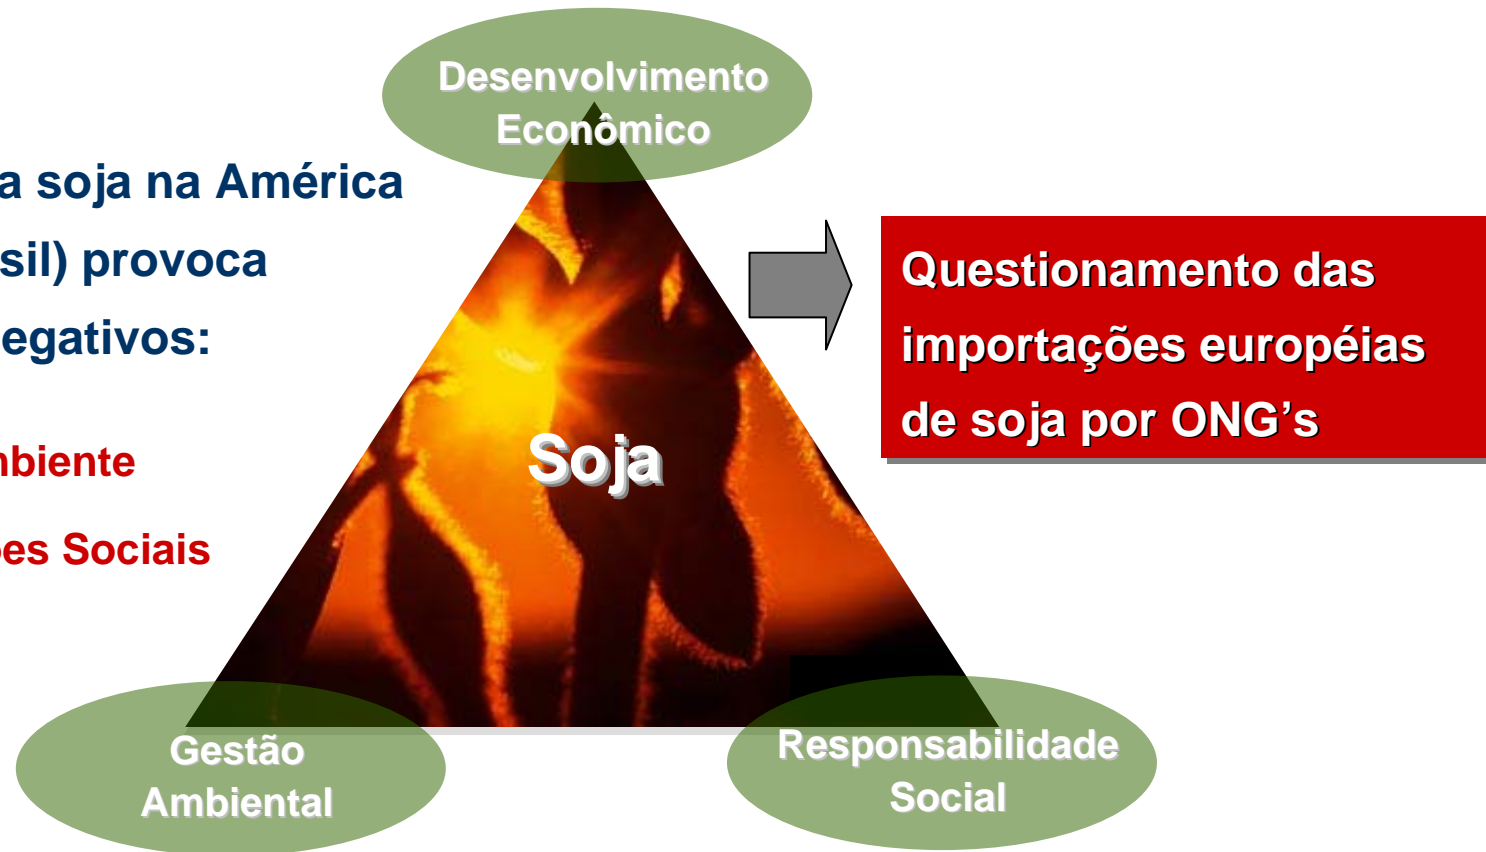 Desenvolvimento
Econômico
a soja na América
sil) provoca
egativos:
mbiente
es Sociais
Soja
Questionamento das
importações européias
de soja por ONG’s
Gestão
Ambiental
Responsabilidade
Social